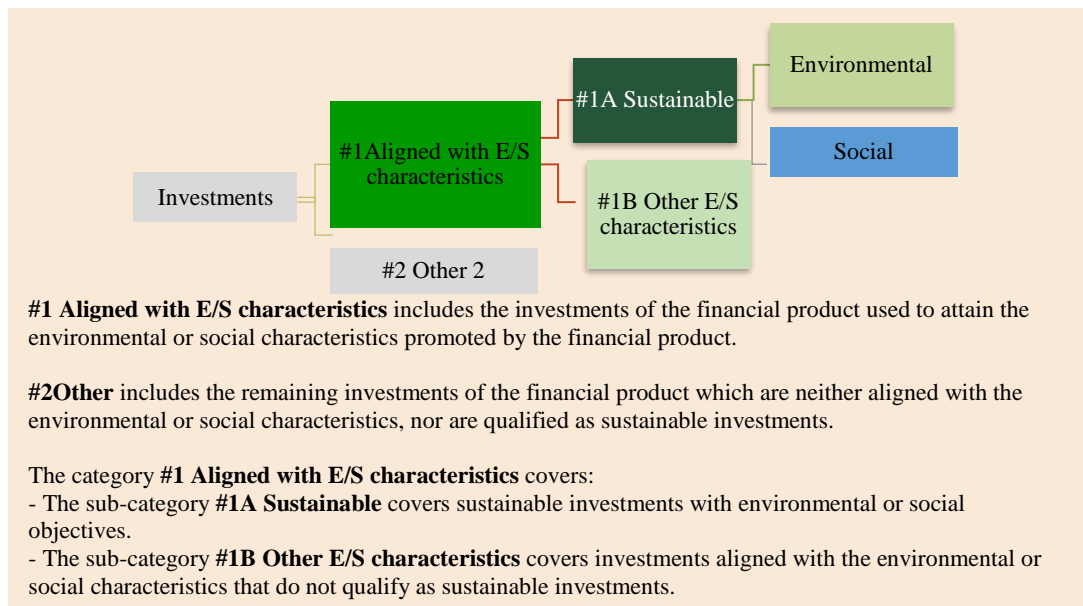 Environmental
#1A Sustainable
#1Aligned with E/S
characteristics
Social
Investments
#1B Other E/S
characteristics
#2 Other 2
#1 Aligned with E/S characteristics includes the investments of the financial product used to attain the
environmental or social characteristics promoted by the financial product.
#2Other includes the remaining investments of the financial product which are neither aligned with the
environmental or social characteristics, nor are qualified as sustainable investments.
The category #1 Aligned with E/S characteristics covers:
- The sub-category #1A Sustainable covers sustainable investments with environmental or social
objectives.
- The sub-category #1B Other E/S characteristics covers investments aligned with the environmental or
social characteristics that do not qualify as sustainable investments.